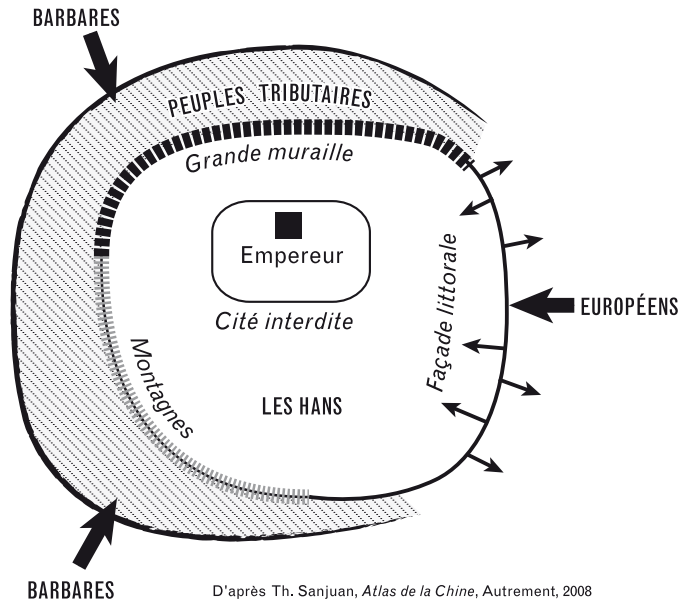 BARBARES
PEUPLES TRIBUTAIRES
Grande muraille
Empereur
Cité interdite
Façade littorale
EUROPÉENS
Montagnes
LES HANS
BARBARES
D'après Th. Sanjuan, Atlas de la Chine, Autrement, 2008